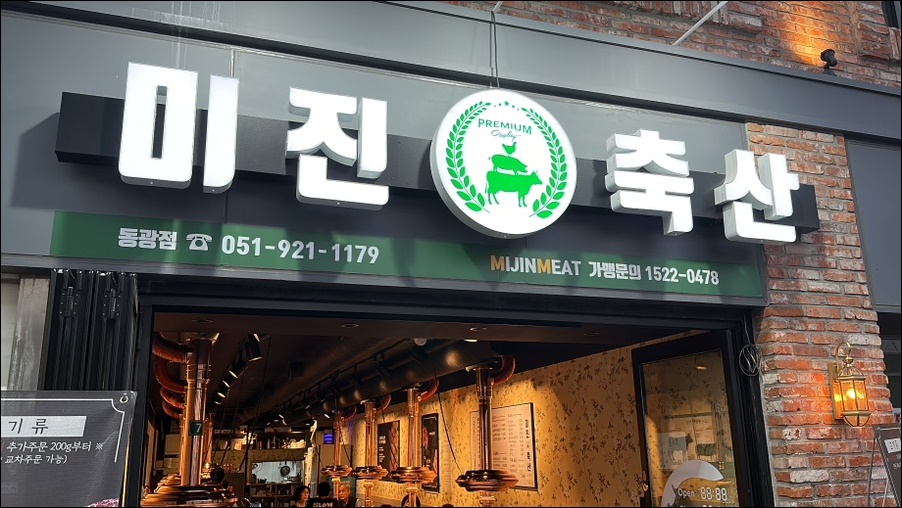 미진축산
PREMIUM
Quality
동광점 ☎ 051-921-1179
MIJINMEAT 가맹문의 1522-0478
기 류
추가주문 200g부터 ※
교차주문 가능)
7
Open 88:88